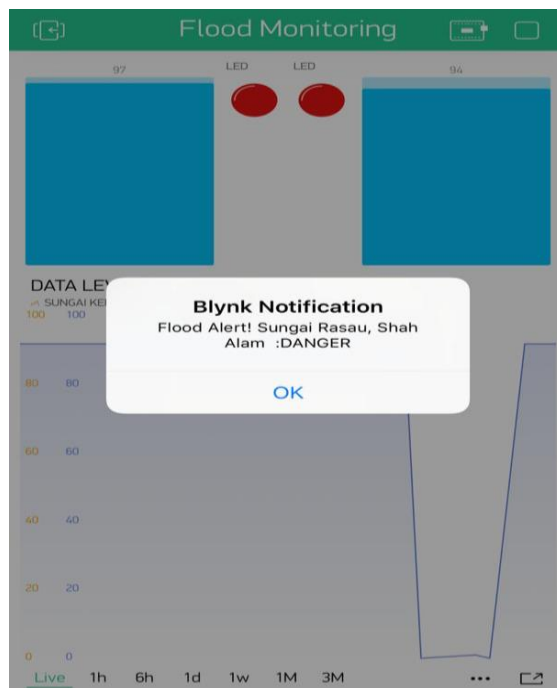 Flood Monitoring
97
LED
LED
94
DATA LEV
SUNGAI KE
100 100
Blynk Notification
Flood Alert! Sungai Rasau, Shah
Alam :DANGER
OK
80 80
60 60
40 40
20 20
0 0
Live 1h 6h 1d 1w 1M 3M ...